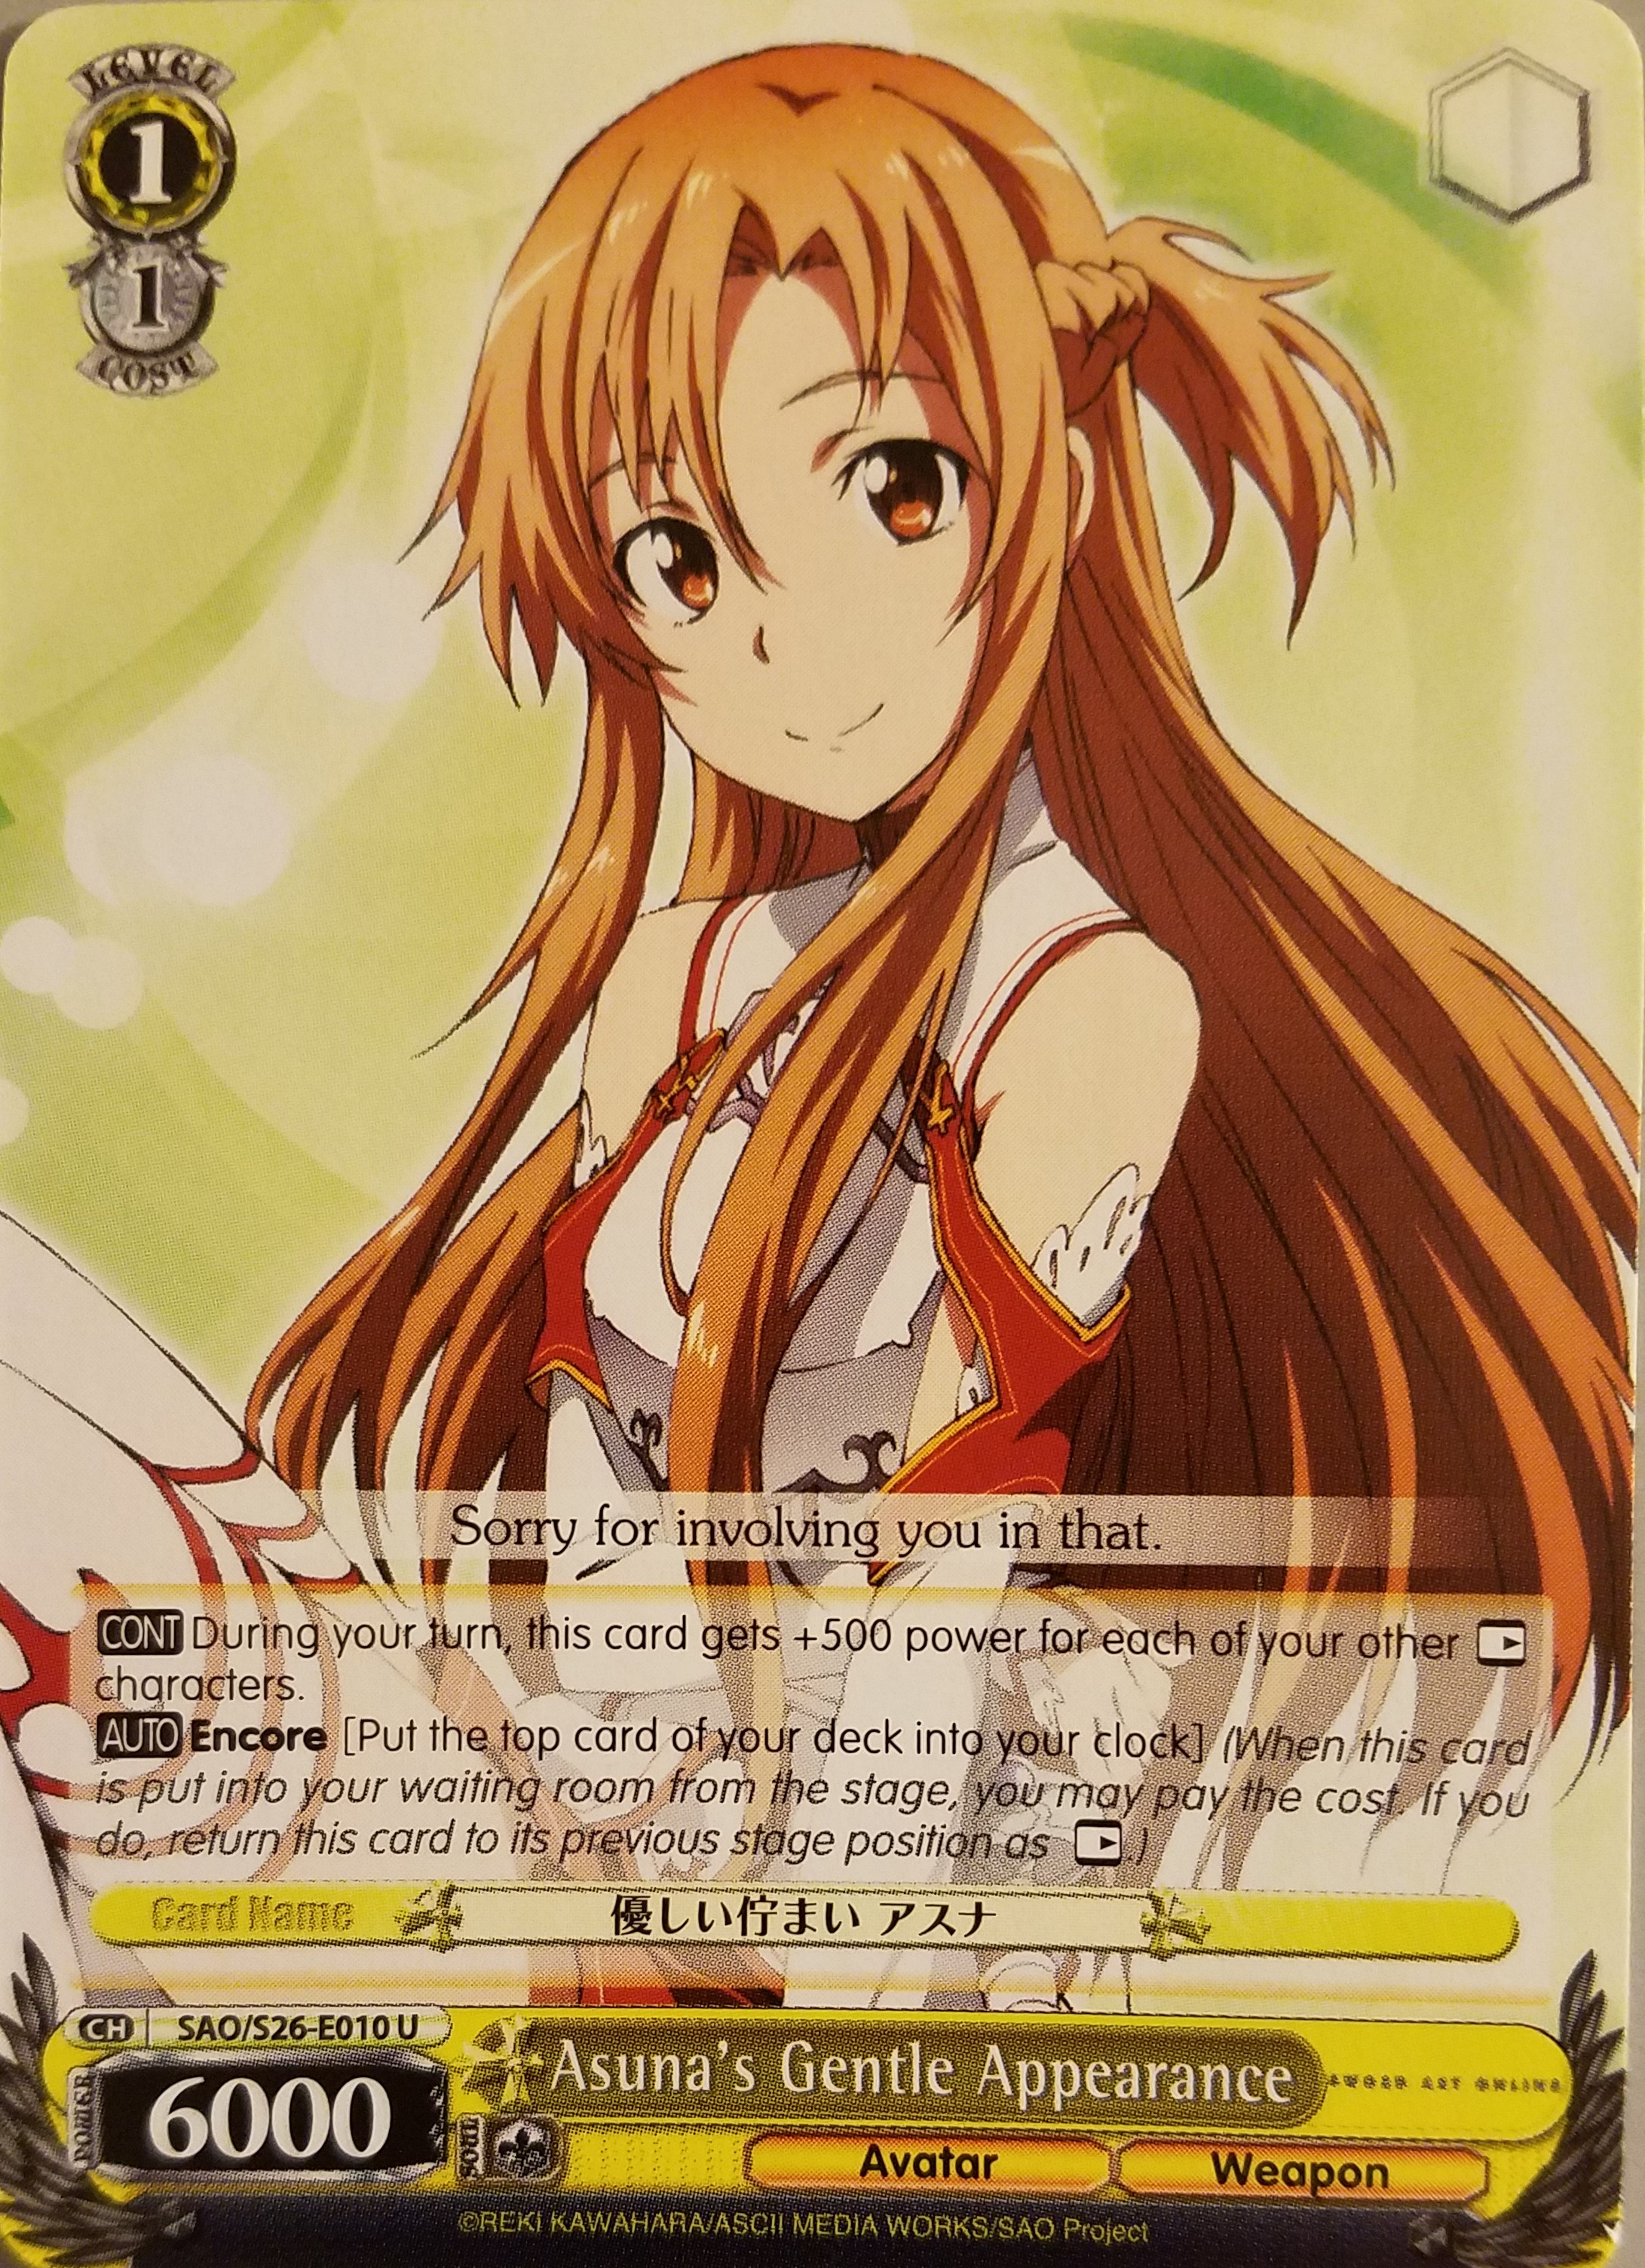 LEVEL
1
1
COST
Sorry for involving you in that.
CONT During your turn, this card gets +500 power for each of your other
characters.
AUTO Encore [Put the top card of your deck into your clock] (When this card
is put into your waiting room from the stage, you may pay the cost. If you
do, return this card to its previous stage position as .)
Card Name 優しい佇まい アスナ
CH SAO/S26-E010 U
Asuna's Gentle Appearance SWORD ART ONLINE
POWER 6000 SOUL
Avatar Weapon
©REKI KAWAHARA/ASCII MEDIA WORKS/SAO Project